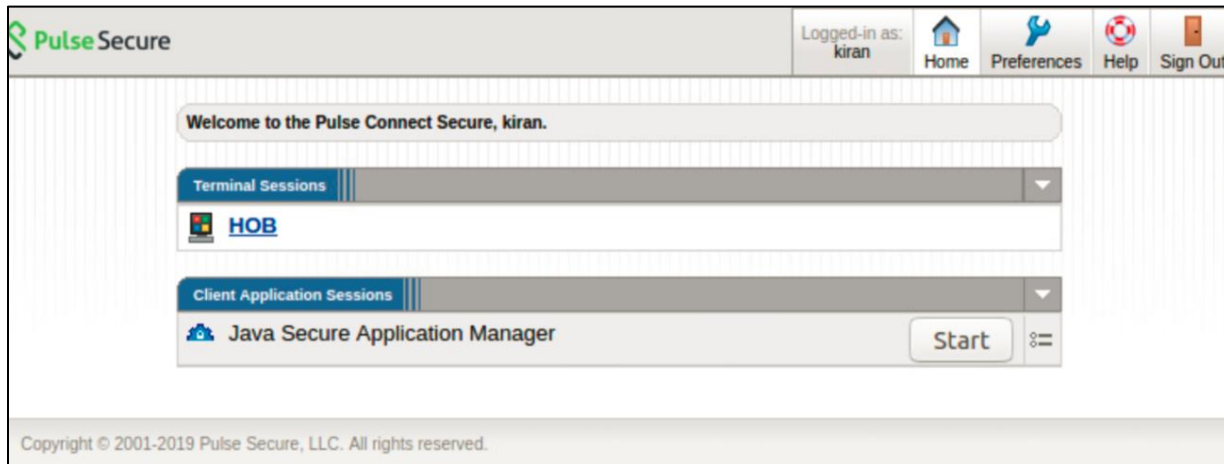 Pulse Secure
Logged-in as:
kiran
Home
Preferences
Help
Sign Out
Welcome to the Pulse Connect Secure, kiran.
Terminal Sessions
HOB
Client Application Sessions
Java Secure Application Manager
Start
Copyright © 2001-2019 Pulse Secure, LLC. All rights reserved.